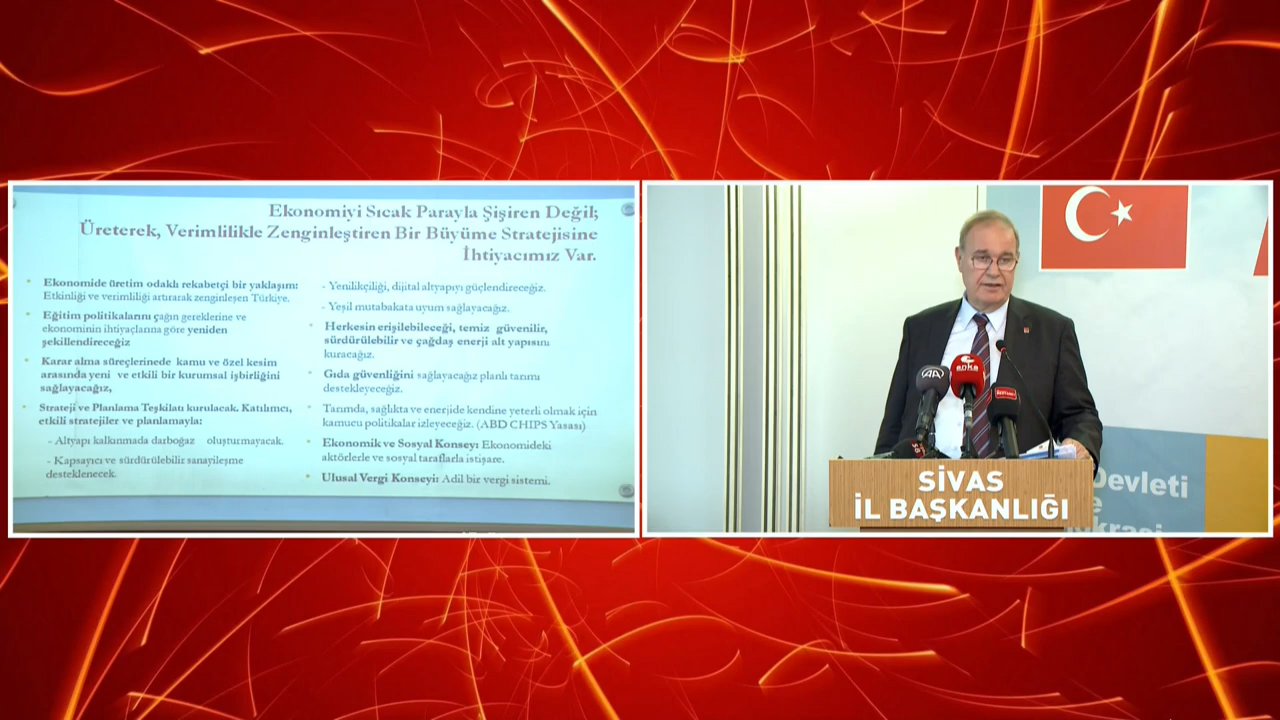 Ekonomiyi Sıcak Parayla Şişiren Değil;
Üreterek, Verimlilikle Zenginleştiren Bir Büyüme Stratejisine
İhtiyacımız Var.
• Ekonomide üretim odaklı rekabetçi bir yaklaşım:
Etkinliği ve verimliliği artırarak zenginleşen Türkiye.
• Eğitim politikalarını çağın gereklerine ve
ekonominin ihtiyaçlarına göre yeniden
şekillendireceğiz
• Karar alma süreçlerinede kamu ve özel kesim
arasında yeni ve etkili bir kurumsal işbirliğini
sağlayacağız,
• Strateji ve Planlama Teşkilatı kurulacak. Katılımcı,
etkili stratejiler ve planlamayla:
- Altyapı kalkınmada darboğaz oluşturmayacak.
- Kapsayıcı ve sürdürülebilir sanayileşme
desteklenecek.
- Yenilikçiliği, dijital altyapıyı güçlendireceğiz.
- Yeşil mutabakata uyum sağlayacağız.
• Herkesin erişilebileceği, temiz güvenilir,
sürdürülebilir ve çağdaş enerji alt yapısını
kuracağız.
• Gıda güvenliğini sağlayacağız planlı tarımı
destekleyeceğiz.
• Tarımda, sağlıkta ve enerjide kendine yeterli olmak için
kamucu politikalar izleyeceğiz. (ABD CHIPS Yasası)
• Ekonomik ve Sosyal Konsey: Ekonomideki
aktörlerle ve sosyal taraflarla istişare.
• Ulusal Vergi Konseyi: Adil bir vergi sistemi.
AA
anka
SİVAS
İL BAŞKANLIĞI
Devleti